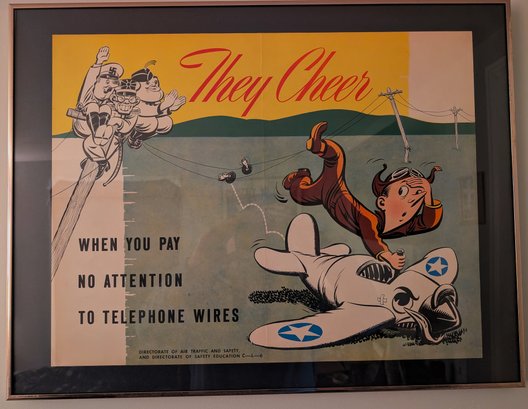 They Cheer
WHEN YOU PAY
NO ATTENTION
TO TELEPHONE WIRES
DIRECTORATE OF AIR TRAFFIC AND SAFETY
AND DIRECTORATE OF SAFETY EDUCATION C—L—6